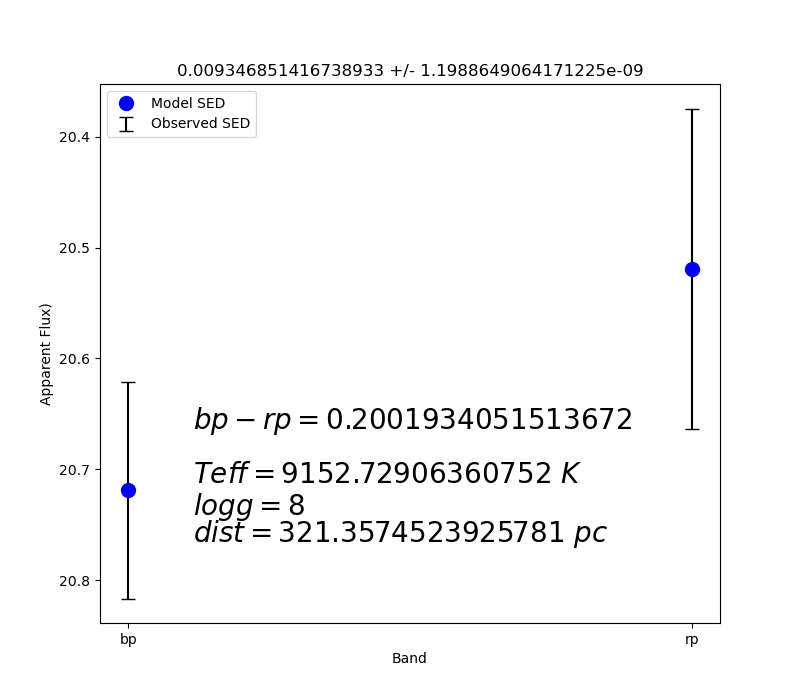 0.009346851416738933 +/- 1.1988649064171225e-09
Model SED
Observed SED
20.4
20.5
20.6
20.7
20.8
Apparent Flux)
bp − rp = 0.2001934051513672
Teff = 9152.72906360752 K
logg = 8
dist = 321.3574523925781 pc
bp
rp
Band